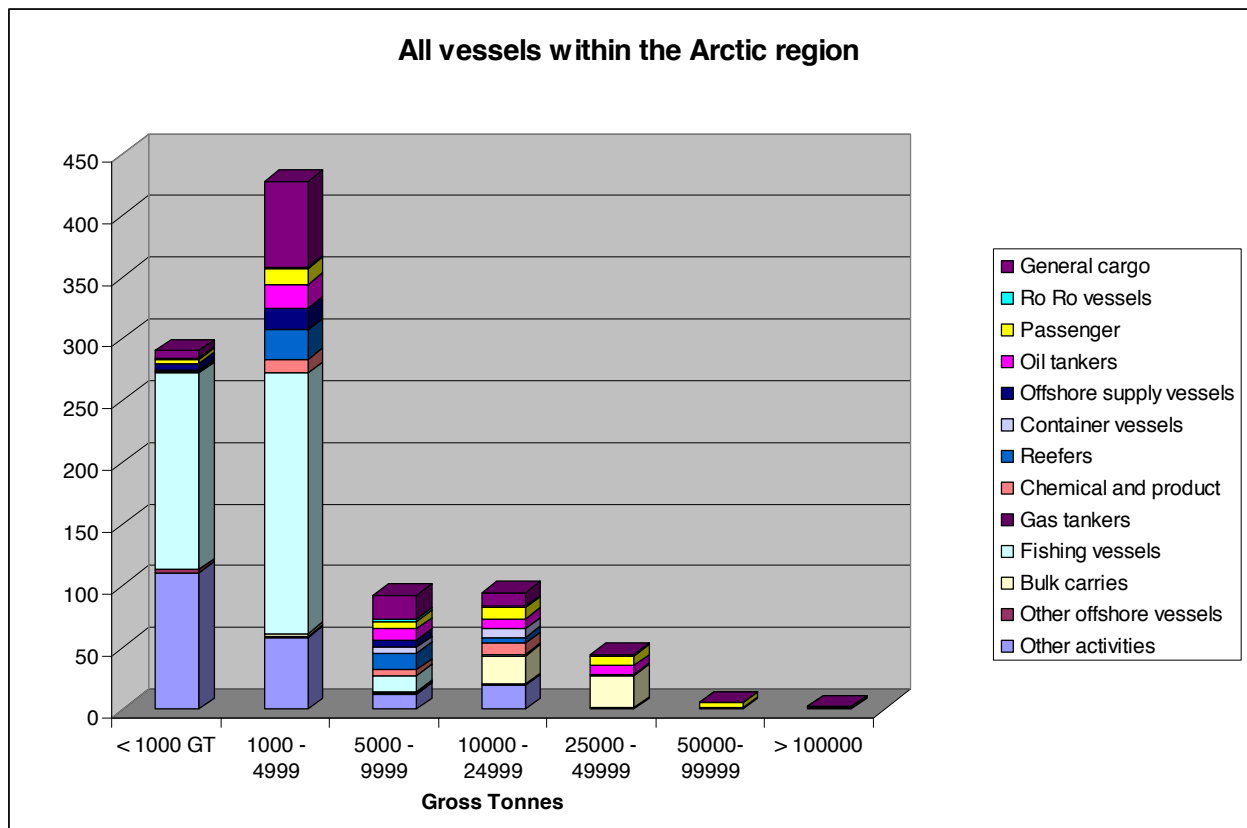 All vessels within the Arctic region
450
400
350
300
250
200
150
100
50
0
< 1000 GT
1000 -
4999
5000 -
9999
10000 -
24999
25000 -
49999
50000-
99999
> 100000
Gross Tonnes
General cargo
Ro Ro vessels
Passenger
Oil tankers
Offshore supply vessels
Container vessels
Reefers
Chemical and product
Gas tankers
Fishing vessels
Bulk carries
Other offshore vessels
Other activities